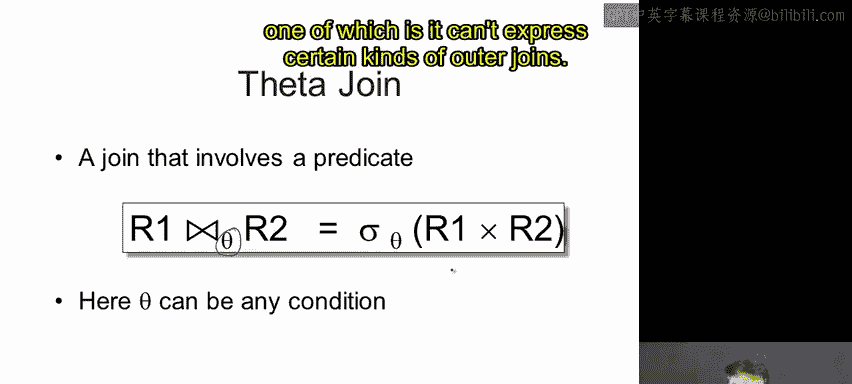 one of which is it can't express
certain kinds of outer joins.
中英字幕课程资源@bilibili.com
Theta Join
• A join that involves a predicate
R1 ⋈θ R2 = σ θ (R1 × R2)
• Here θ can be any condition